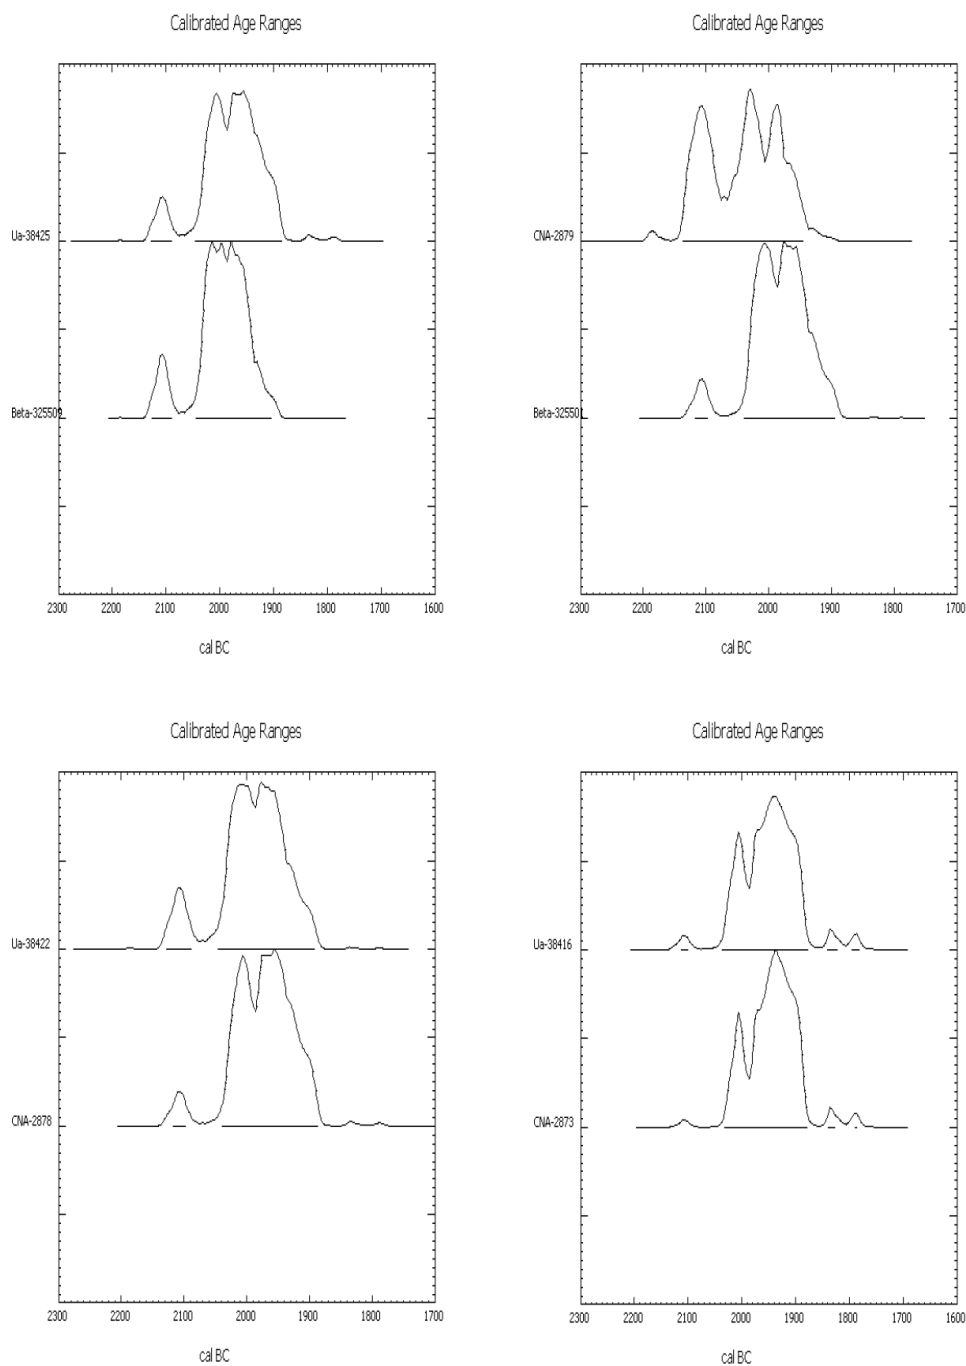 Calibrated Age Ranges
Ua-38425
Beta-325509
2300 2200 2100 2000 1900 1800 1700 1600
cal BC
Calibrated Age Ranges
CNA-2879
Beta-325501
2300 2200 2100 2000 1900 1800 1700
cal BC
Calibrated Age Ranges
Ua-38422
CNA-2878
2300 2200 2100 2000 1900 1800 1700
cal BC
Calibrated Age Ranges
Ua-38416
CNA-2873
2300 2200 2100 2000 1900 1800 1700 1600
cal BC